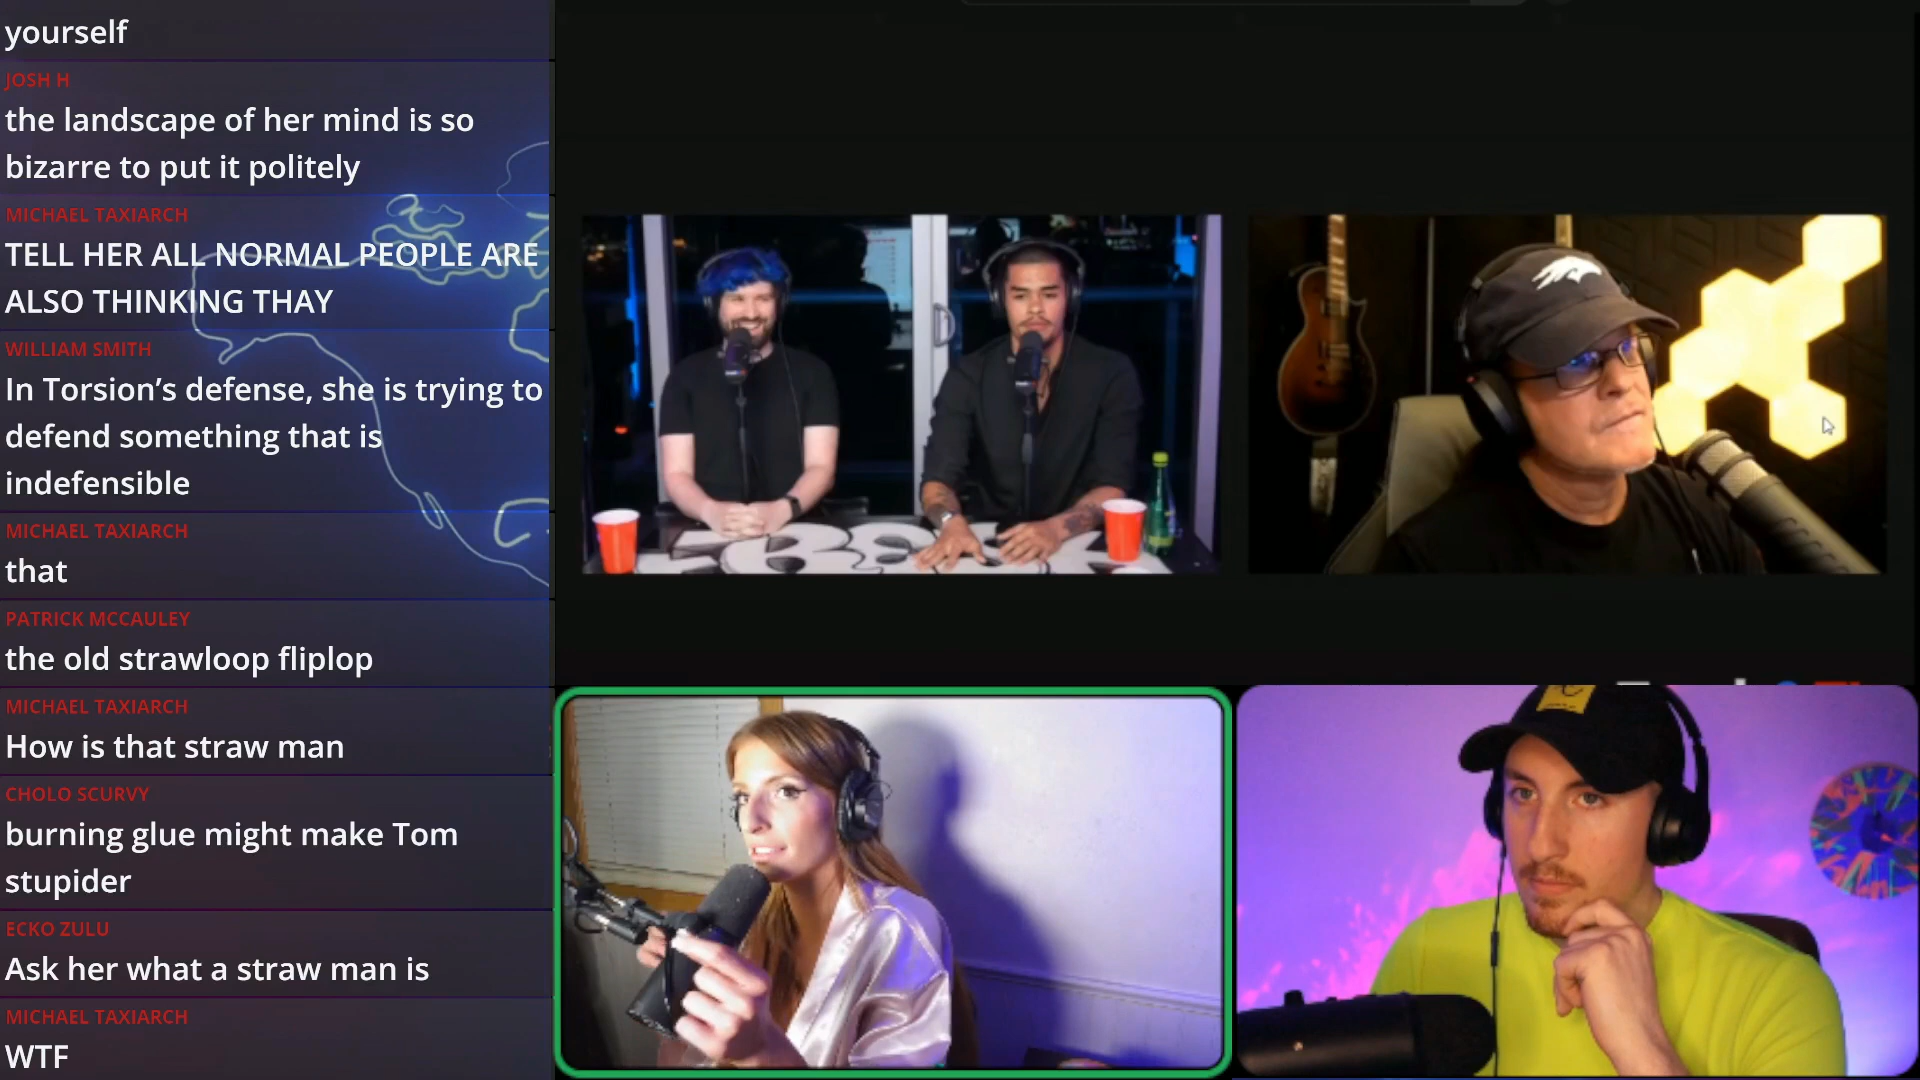 yourself
JOSH H
the landscape of her mind is so
bizarre to put it politely
MICHAEL TAXIARCH
TELL HER ALL NORMAL PEOPLE ARE
ALSO THINKING THAY
WILLIAM SMITH
In Torsion’s defense, she is trying to
defend something that is
indefensible
MICHAEL TAXIARCH
that
PATRICK MCCAULEY
the old strawloop fliplop
MICHAEL TAXIARCH
How is that straw man
CHOLO SCURVY
burning glue might make Tom
stupider
ECKO ZULU
Ask her what a straw man is
MICHAEL TAXIARCH
WTF